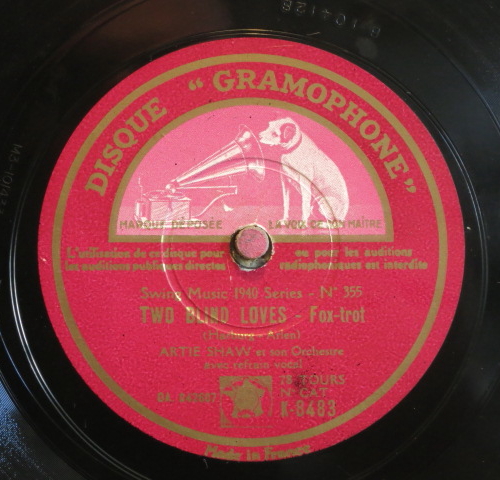 DISQUE "GRAMOPHONE"
MARQUE DÉPOSÉE LA VOIX DE SON MAÎTRE
L'utilisation de ce disque pour ou pour les auditions
les auditions publiques directes radiophoniques est interdite
Swing Music 1940 Series - N° 355
TWO BLIND LOVES - Fox-trot
(Harburg - Arlen)
ARTIE SHAW et son Orchestre
avec refrain vocal
78 TOURS
N° CAT
K-8483
Made in France